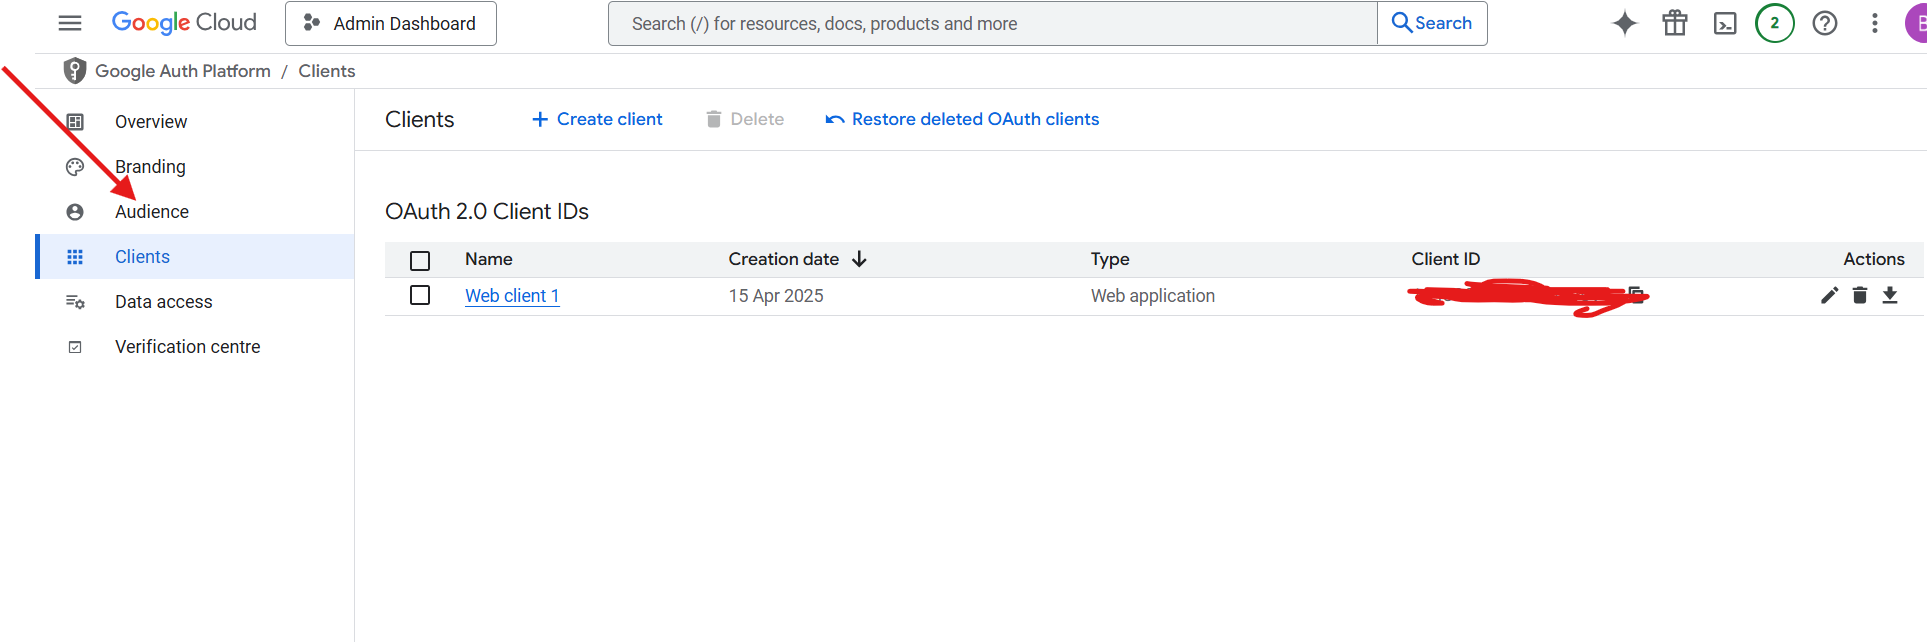 Google Cloud
Admin Dashboard
Search (/) for resources, docs, products and more
Search
2
Google Auth Platform / Clients
Overview
Branding
Audience
Clients
Data access
Verification centre
Clients
Create client
Delete
Restore deleted OAuth clients
OAuth 2.0 Client IDs
Name Creation date Type Client ID Actions
Web client 1 15 Apr 2025 Web application